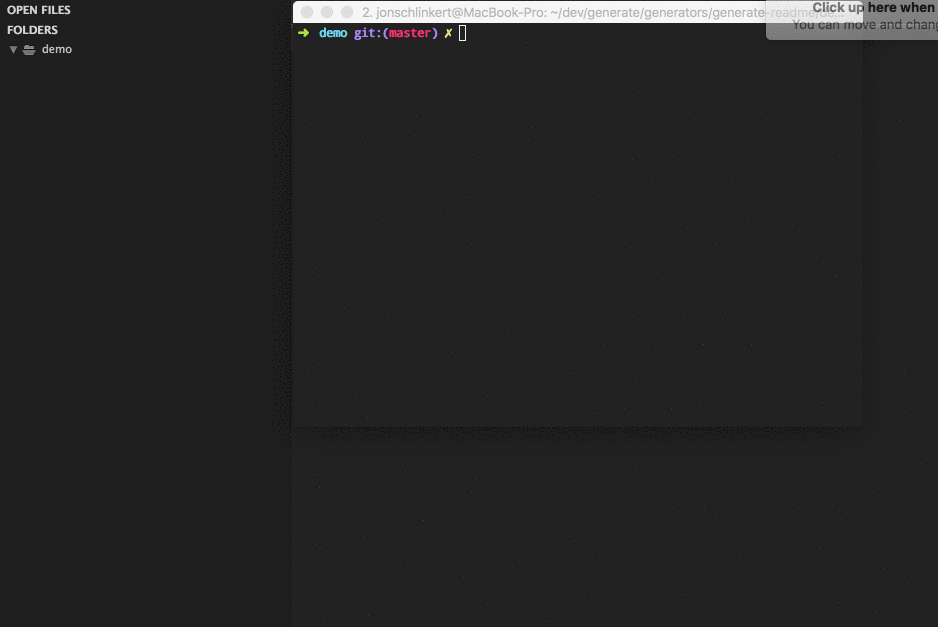 OPEN FILES
FOLDERS
demo
2. jonschlinkert@MacBook-Pro: ~/dev/generate/generators/generate-readme/de...
➜ demo git:(master) ✗
Click up here when
You can move and chang